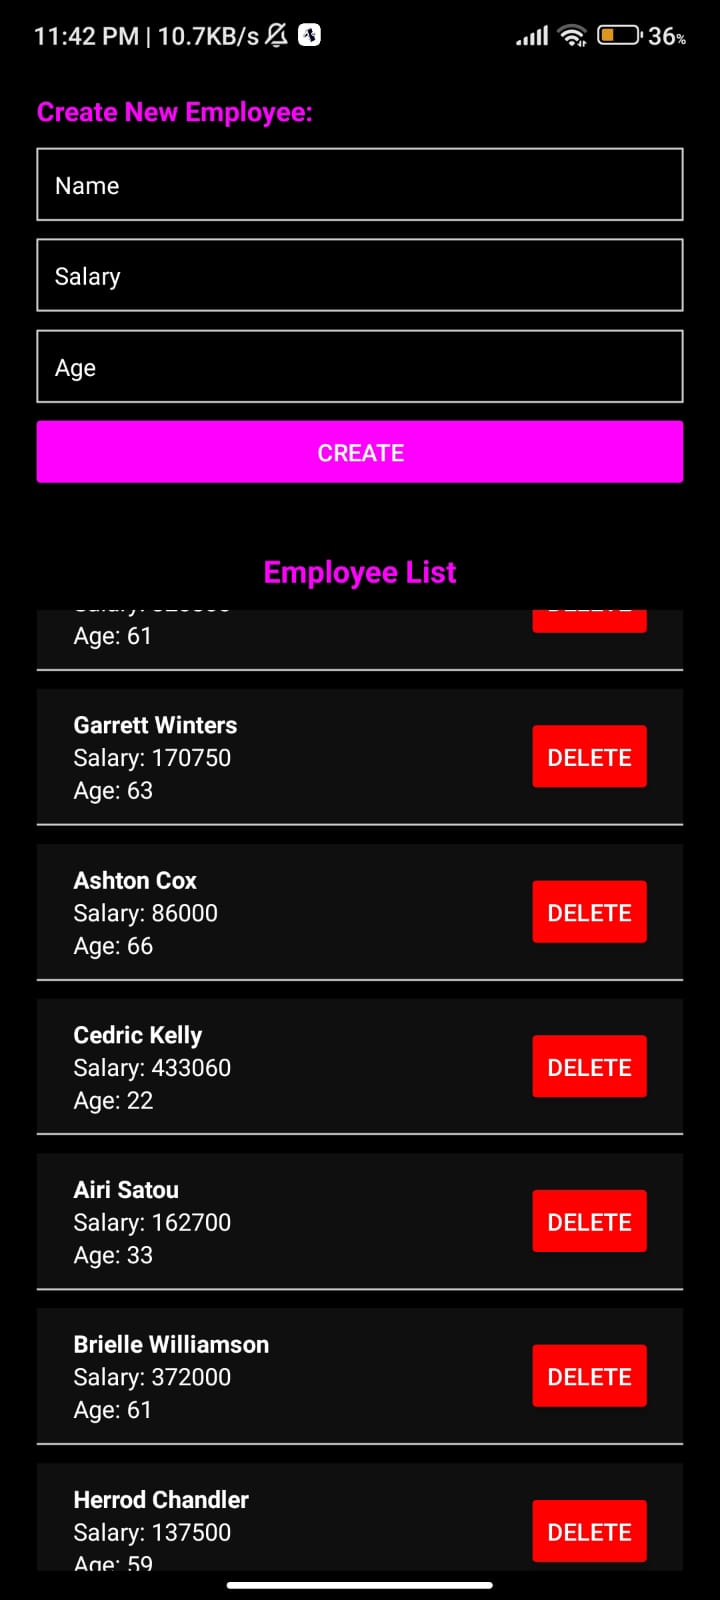 11:42 PM | 10.7KB/s 36%
Create New Employee:
Name
Salary
Age
CREATE
Employee List
Age: 61
Garrett Winters
Salary: 170750
DELETE
Age: 63
Ashton Cox
Salary: 86000
DELETE
Age: 66
Cedric Kelly
Salary: 433060
DELETE
Age: 22
Airi Satou
Salary: 162700
DELETE
Age: 33
Brielle Williamson
Salary: 372000
DELETE
Age: 61
Herrod Chandler
Salary: 137500
DELETE
Age: 59